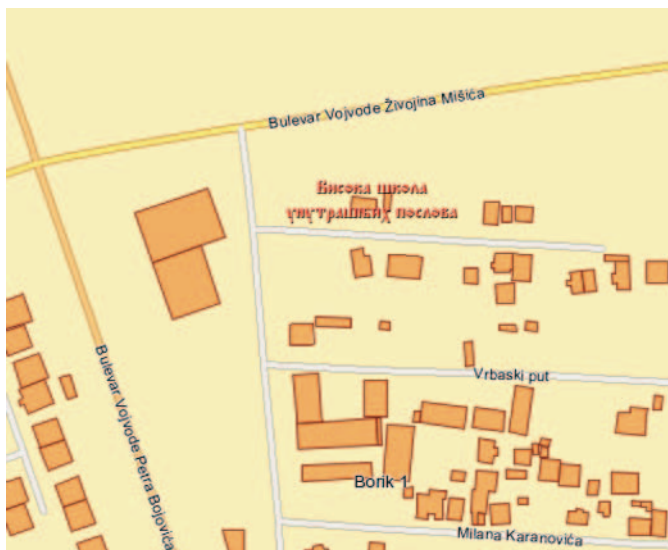 Bulevar Vojvode Živojina Mišića
Висока школа
унутрашњих послова
Bulevar Vojvode Petra Bojovića
Vrbaski put
Borik 1
Milana Karanovića